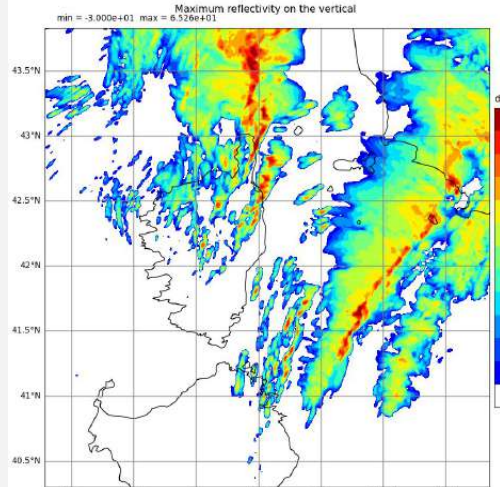 Maximum reflectivity on the vertical
min = -3.000e+01 max = 6.526e+01
43.5°N
43°N
42.5°N
42°N
41.5°N
41°N
40.5°N